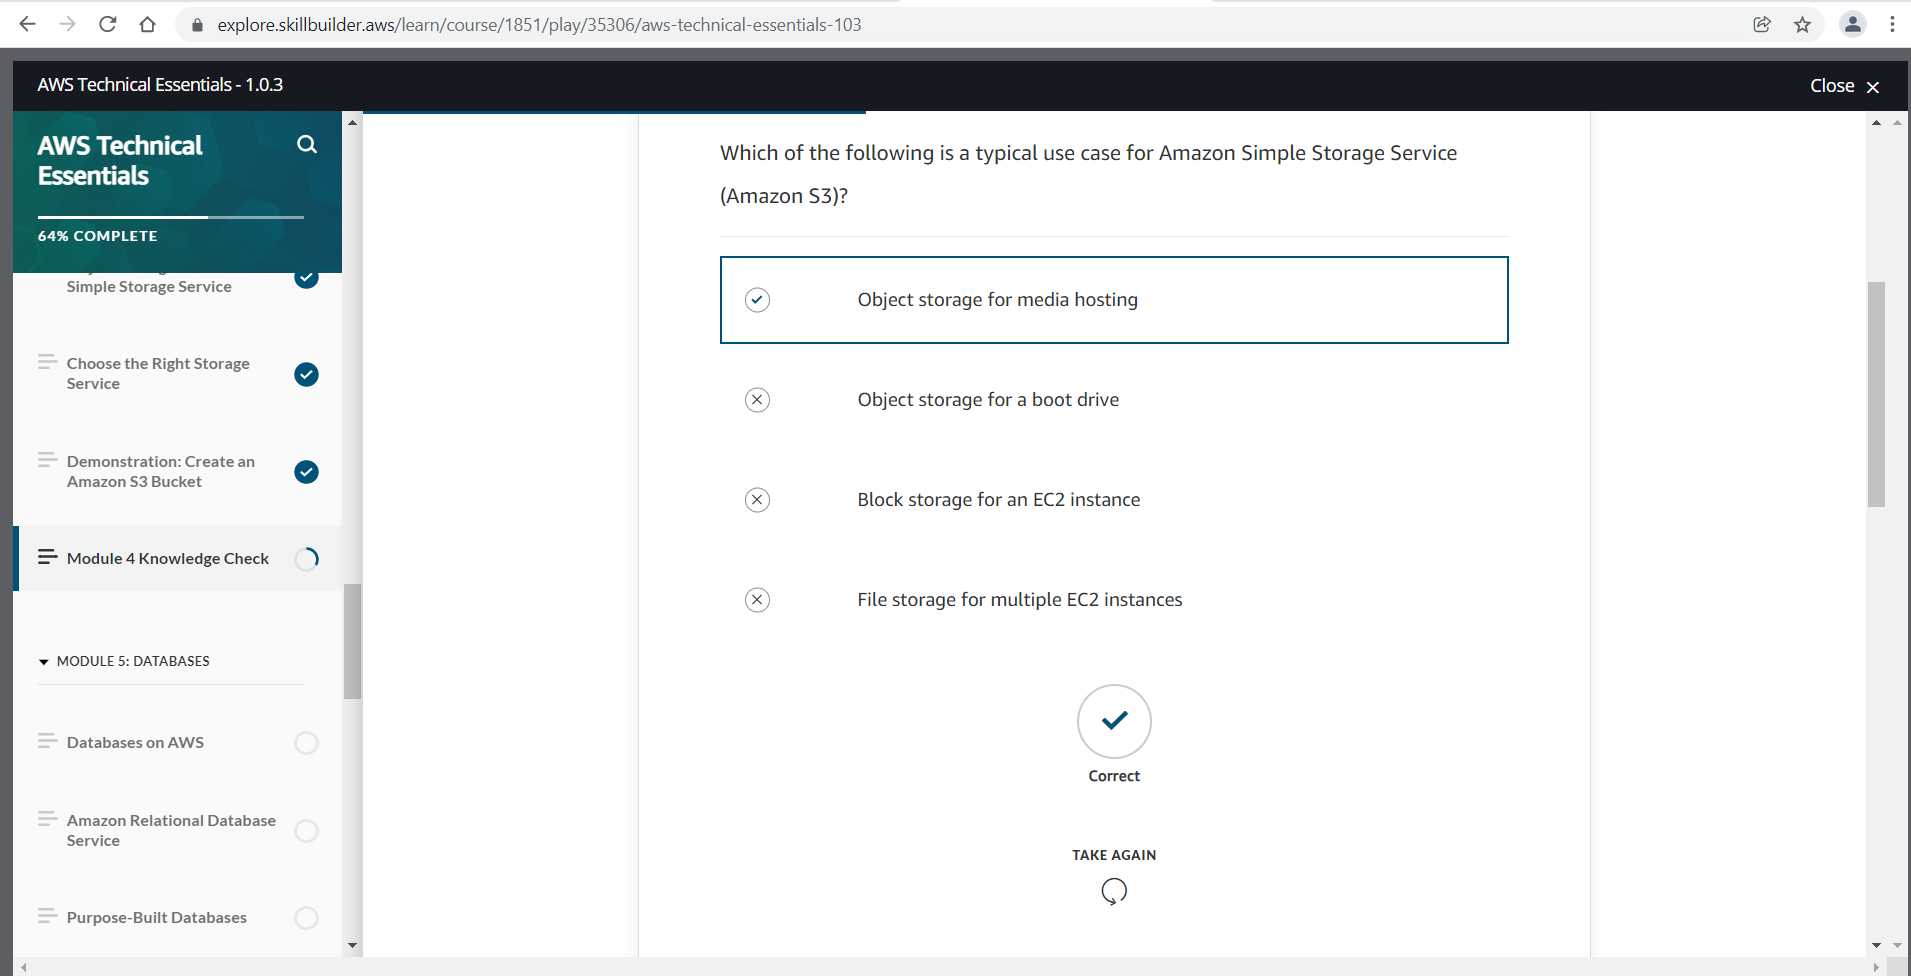 explore.skillbuilder.aws/learn/course/1851/play/35306/aws-technical-essentials-103
AWS Technical Essentials - 1.0.3
Close
AWS Technical
Essentials
64% COMPLETE
Simple Storage Service
Choose the Right Storage
Service
Demonstration: Create an
Amazon S3 Bucket
Module 4 Knowledge Check
MODULE 5: DATABASES
Databases on AWS
Amazon Relational Database
Service
Purpose-Built Databases
Which of the following is a typical use case for Amazon Simple Storage Service
(Amazon S3)?
Object storage for media hosting
Object storage for a boot drive
Block storage for an EC2 instance
File storage for multiple EC2 instances
Correct
TAKE AGAIN